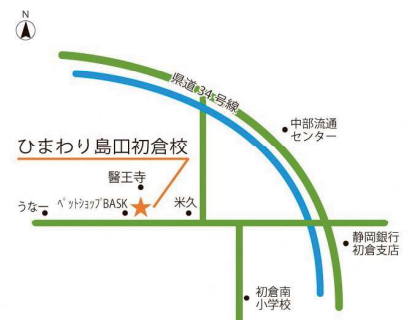 N
県道34号線
中部流通
センター
ひまわり島田初倉校
醫王寺
うなー
ペットショップBASK
米久
静岡銀行
初倉支店
初倉南
小学校